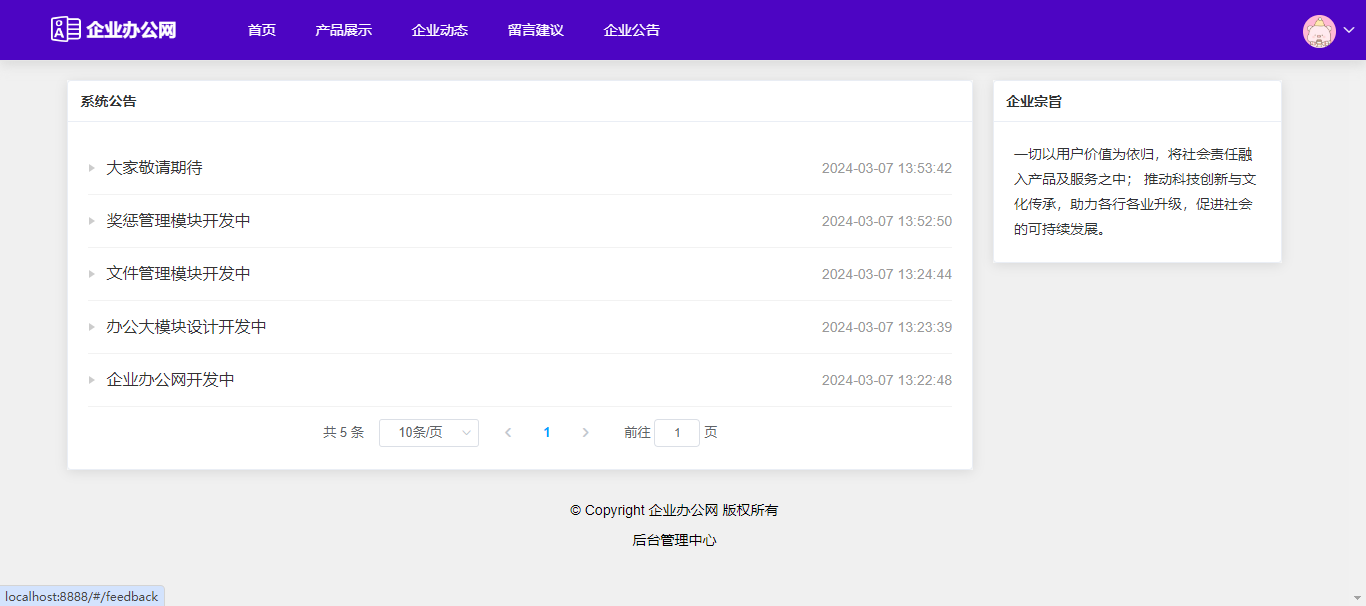 OA 企业办公网 首页 产品展示 企业动态 留言建议 企业公告
系统公告
大家敬请期待 2024-03-07 13:53:42
奖惩管理模块开发中 2024-03-07 13:52:50
文件管理模块开发中 2024-03-07 13:24:44
办公大模块设计开发中 2024-03-07 13:23:39
企业办公网开发中 2024-03-07 13:22:48
共 5 条 10条/页 1 前往 1 页
企业宗旨
一切以用户价值为依归，将社会责任融
入产品及服务之中； 推动科技创新与文
化传承，助力各行各业升级，促进社会
的可持续发展。
© Copyright 企业办公网 版权所有
后台管理中心
localhost:8888/#/feedback